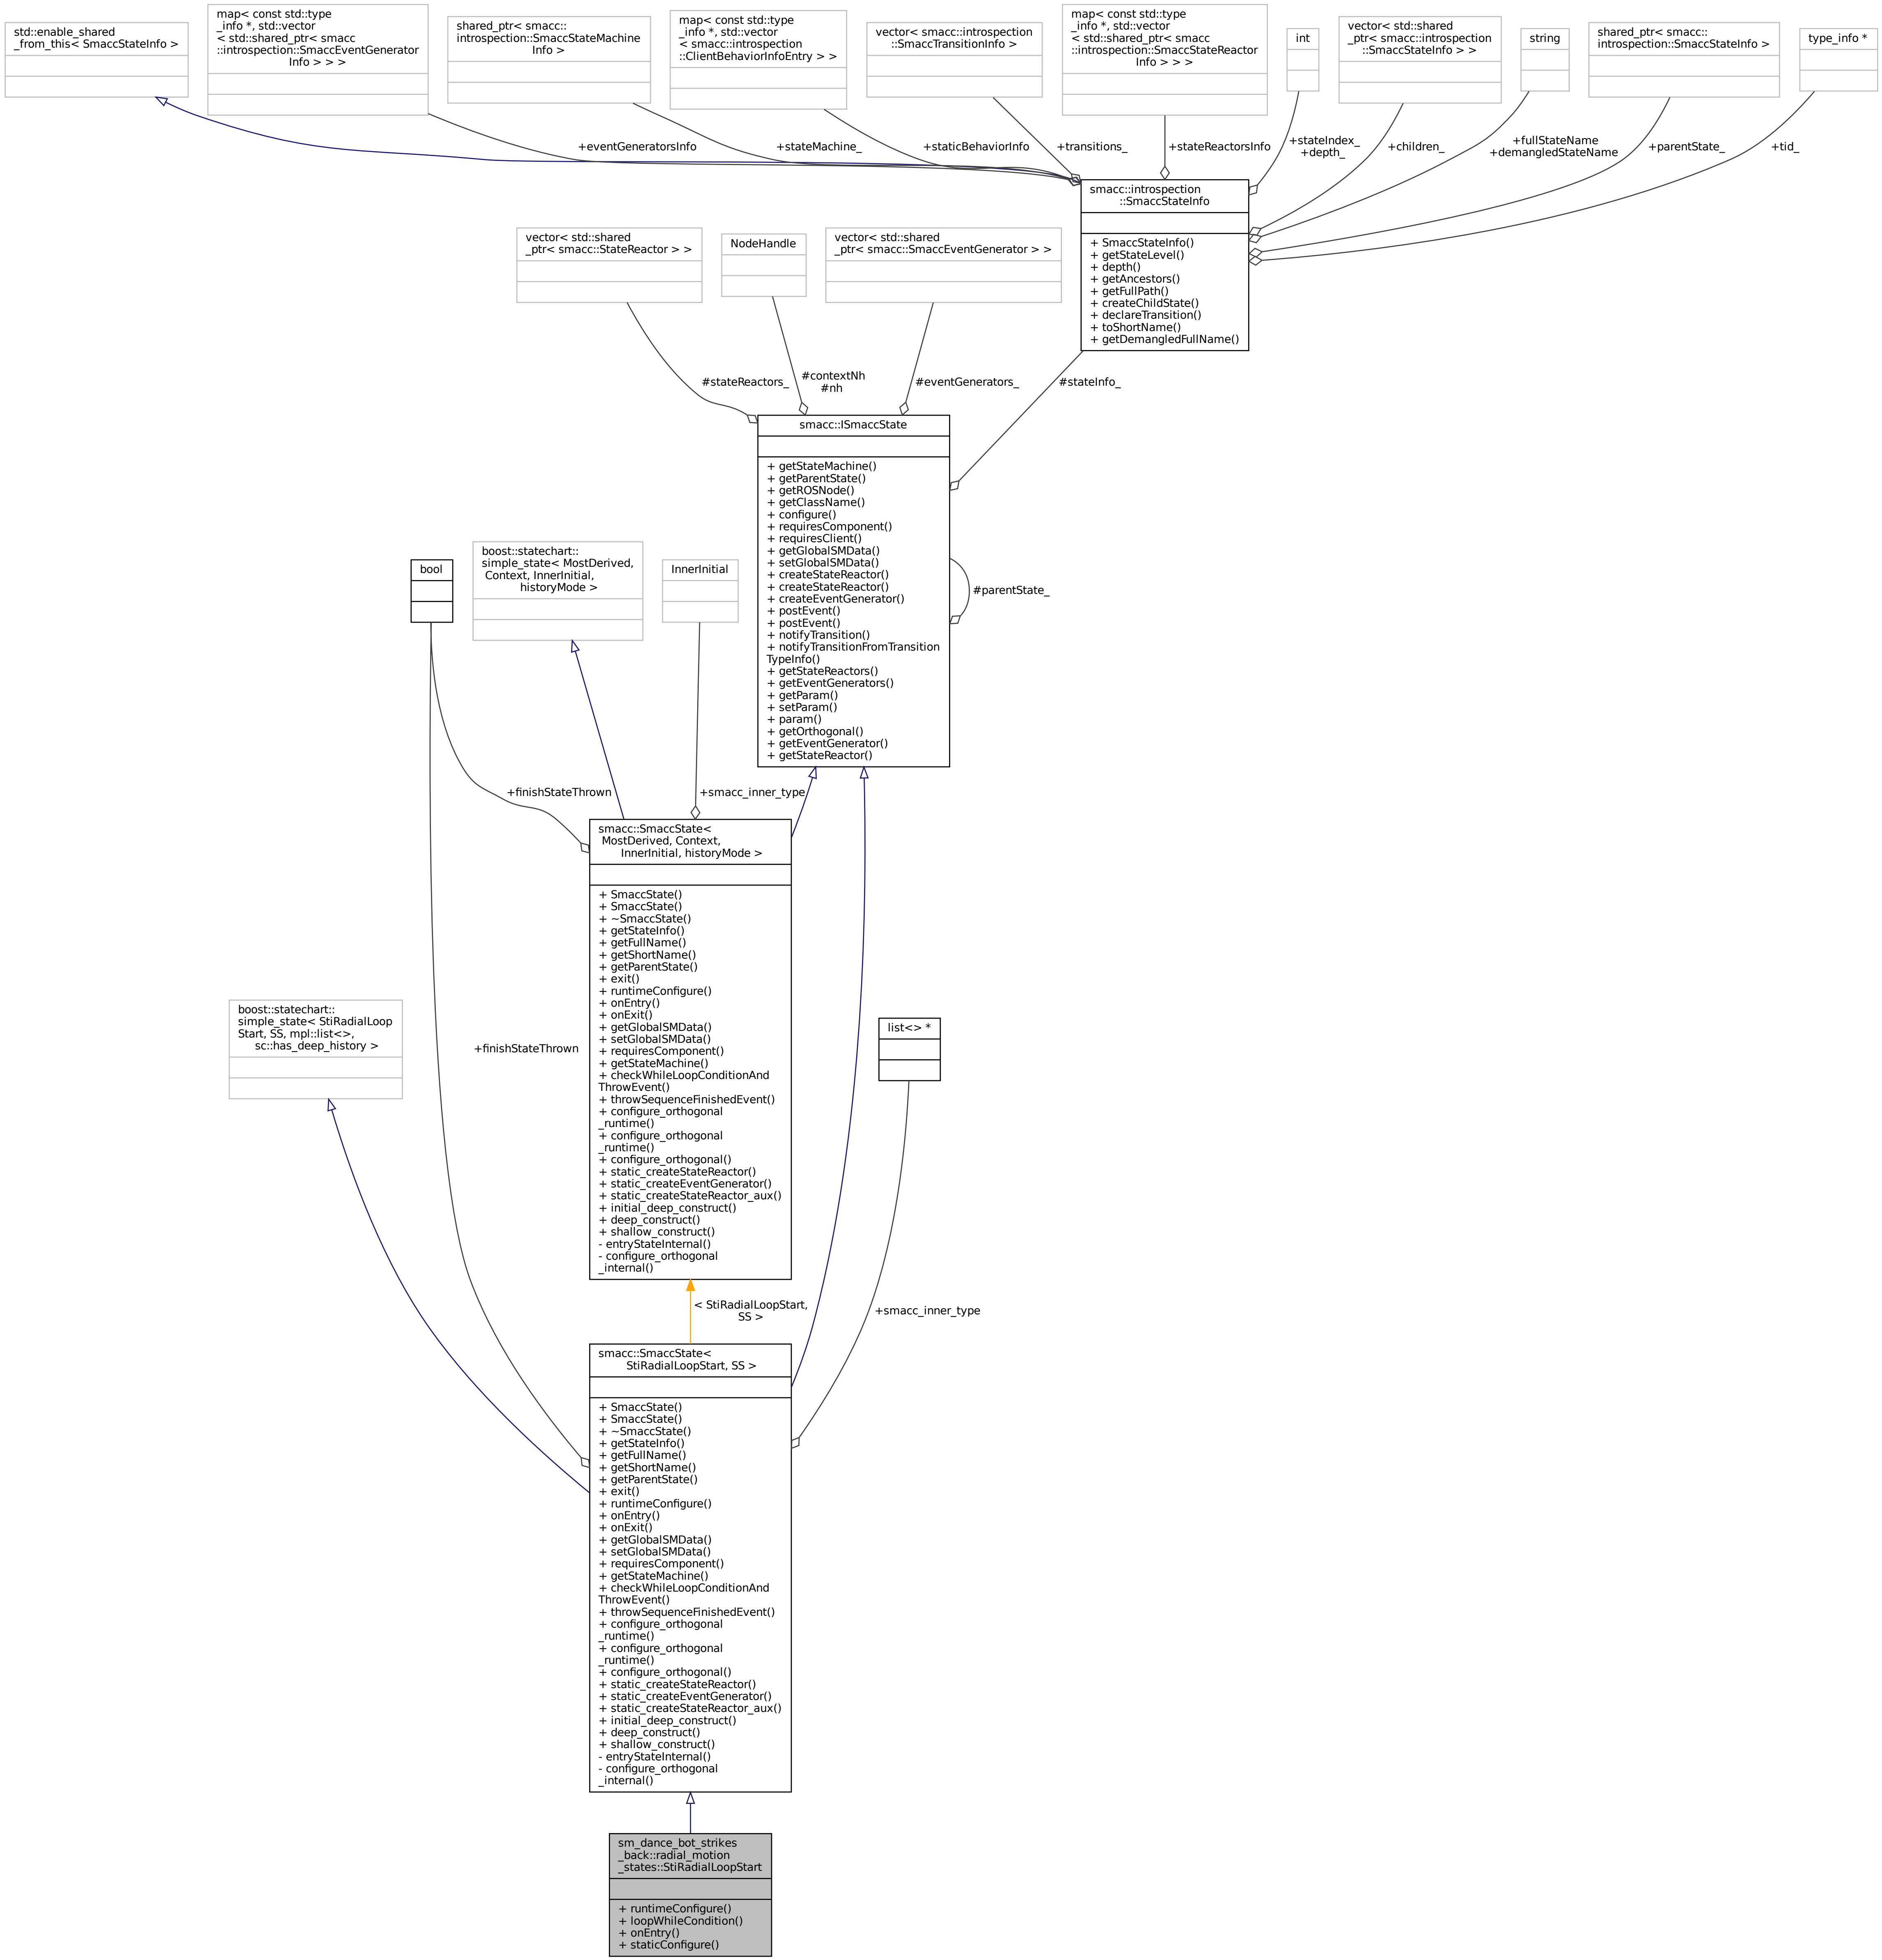 std::enable_shared
_from_this< SmaccStateInfo >
map< const std::type
_info *, std::vector
< std::shared_ptr< smacc
::introspection::SmaccEventGenerator
Info > > >
shared_ptr< smacc::
introspection::SmaccStateMachine
Info >
map< const std::type
_info *, std::vector
< smacc::introspection
::ClientBehaviorInfoEntry > >
vector< smacc::introspection
::SmaccTransitionInfo >
map< const std::type
_info *, std::vector
< std::shared_ptr< smacc
::introspection::SmaccStateReactor
Info > > >
int
vector< std::shared
_ptr< smacc::introspection
::SmaccStateInfo > >
string
shared_ptr< smacc::
introspection::SmaccStateInfo >
type_info *
+eventGeneratorsInfo
+stateMachine_
+staticBehaviorInfo
+transitions_
+stateReactorsInfo
+stateIndex_
+depth_
+children_
+fullStateName
+demangledStateName
+parentState_
+tid_
smacc::introspection
::SmaccStateInfo
+ SmaccStateInfo()
+ getStateLevel()
+ depth()
+ getAncestors()
+ getFullPath()
+ createChildState()
+ declareTransition()
+ toShortName()
+ getDemangledFullName()
vector< std::shared
_ptr< smacc::StateReactor > >
NodeHandle
vector< std::shared
_ptr< smacc::SmaccEventGenerator > >
#stateReactors_
#contextNh
#nh
#eventGenerators_
#stateInfo_
smacc::ISmaccState
+ getStateMachine()
+ getParentState()
+ getROSNode()
+ getClassName()
+ configure()
+ requiresComponent()
+ requiresClient()
+ getGlobalSMData()
+ setGlobalSMData()
+ createStateReactor()
+ createStateReactor()
+ createEventGenerator()
+ postEvent()
+ postEvent()
+ notifyTransition()
+ notifyTransitionFromTransition
TypeInfo()
+ getStateReactors()
+ getEventGenerators()
+ getParam()
+ setParam()
+ param()
+ getOrthogonal()
+ getEventGenerator()
+ getStateReactor()
#parentState_
bool
boost::statechart::
simple_state< MostDerived,
Context, InnerInitial,
historyMode >
InnerInitial
+finishStateThrown
+smacc_inner_type
smacc::SmaccState<
MostDerived, Context,
InnerInitial, historyMode >
+ SmaccState()
+ SmaccState()
+ ~SmaccState()
+ getStateInfo()
+ getFullName()
+ getShortName()
+ getParentState()
+ exit()
+ runtimeConfigure()
+ onEntry()
+ onExit()
+ getGlobalSMData()
+ setGlobalSMData()
+ requiresComponent()
+ getStateMachine()
+ checkWhileLoopConditionAnd
ThrowEvent()
+ throwSequenceFinishedEvent()
+ configure_orthogonal
_runtime()
+ configure_orthogonal
_runtime()
+ configure_orthogonal()
+ static_createStateReactor()
+ static_createEventGenerator()
+ static_createStateReactor_aux()
+ initial_deep_construct()
+ deep_construct()
+ shallow_construct()
- entryStateInternal()
- configure_orthogonal
_internal()
boost::statechart::
simple_state< StiRadialLoop
Start, SS, mpl::list<>,
sc::has_deep_history >
+finishStateThrown
list<> *
< StiRadialLoopStart,
SS >
+smacc_inner_type
smacc::SmaccState<
StiRadialLoopStart, SS >
+ SmaccState()
+ SmaccState()
+ ~SmaccState()
+ getStateInfo()
+ getFullName()
+ getShortName()
+ getParentState()
+ exit()
+ runtimeConfigure()
+ onEntry()
+ onExit()
+ getGlobalSMData()
+ setGlobalSMData()
+ requiresComponent()
+ getStateMachine()
+ checkWhileLoopConditionAnd
ThrowEvent()
+ throwSequenceFinishedEvent()
+ configure_orthogonal
_runtime()
+ configure_orthogonal
_runtime()
+ configure_orthogonal()
+ static_createStateReactor()
+ static_createEventGenerator()
+ static_createStateReactor_aux()
+ initial_deep_construct()
+ deep_construct()
+ shallow_construct()
- entryStateInternal()
- configure_orthogonal
_internal()
sm_dance_bot_strikes
_back::radial_motion
_states::StiRadialLoopStart
+ runtimeConfigure()
+ loopWhileCondition()
+ onEntry()
+ staticConfigure()